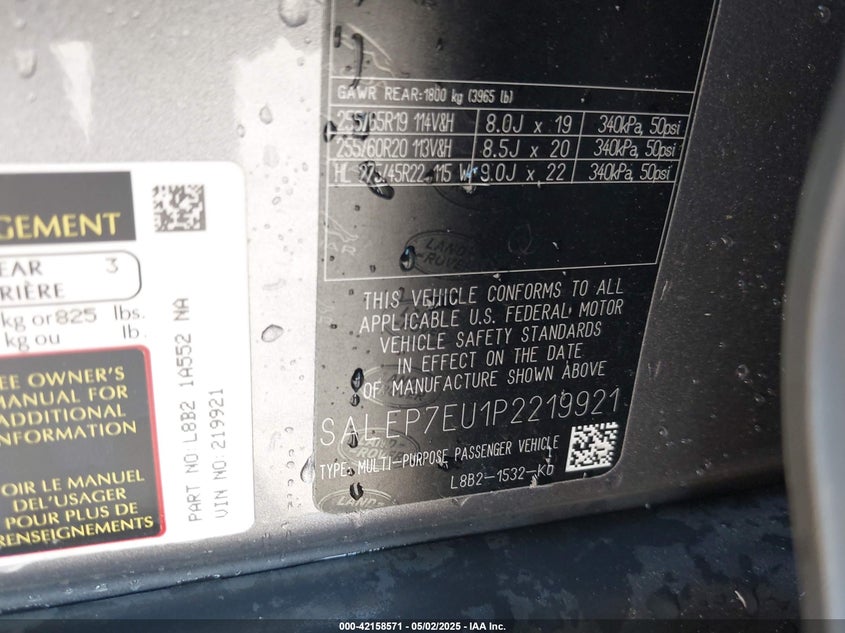 GAWR REAR:1800 kg (3965 lb)
255/65R19 114V&H 8.0J x 19 340kPa, 50psi
255/60R20 113V&H 8.5J x 20 340kPa, 50psi
HL 275/45R22 115 W 9.0J x 22 340kPa, 50psi
LAND-
ROVER
THIS VEHICLE CONFORMS TO ALL
APPLICABLE U.S. FEDERAL MOTOR
VEHICLE SAFETY STANDARDS
IN EFFECT ON THE DATE
OF MANUFACTURE SHOWN ABOVE
SALEP7EU1P2219921
TYPE: MULTI-PURPOSE PASSENGER VEHICLE
L8B2-1532-KD
GEMENT
EAR 3
RIÈRE
kg or 825 lbs.
kg ou lb.
EE OWNER'S
MANUAL FOR
ADDITIONAL
NFORMATION
OIR LE MANUEL
DEL'USAGER
POUR PLUS DE
RENSEIGNEMENTS
PART NO L8B2 1A552 NA
VIN NO: 219921
000-42158571 - 05/02/2025 - IAA Inc.